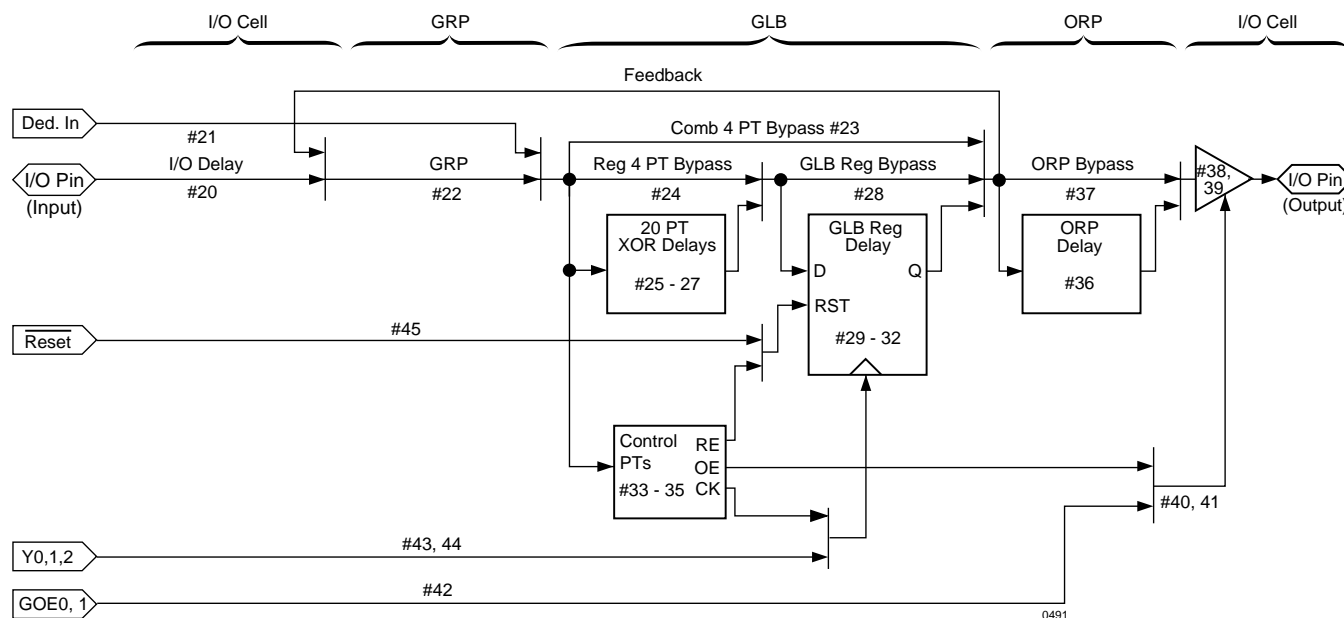 I/O Cell
GRP
GLB
ORP
I/O Cell
Feedback
Ded. In
#21
Comb 4 PT Bypass #23
I/O Delay
GRP
Reg 4 PT Bypass
GLB Reg Bypass
ORP Bypass
#38,
39
I/O Pin
(Input)
#20
#22
#24
#28
#37
I/O Pin
(Output)
20 PT
XOR Delays
#25 - 27
GLB Reg
Delay
D
Q
RST
#29 - 32
ORP
Delay
#36
Reset
#45
Control
PTs
#33 - 35
RE
OE
CK
#40, 41
Y0,1,2
#43, 44
GOE0, 1
#42
0491